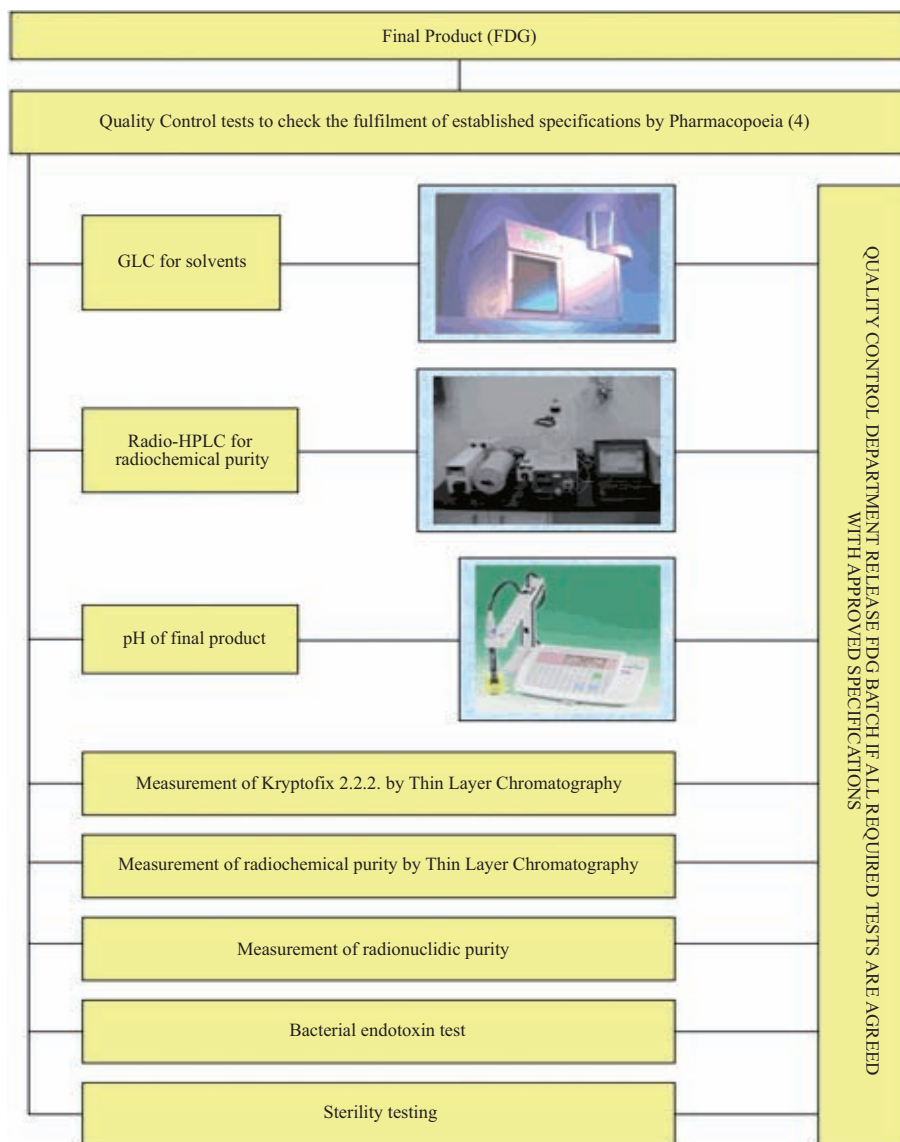 Final Product (FDG)
Quality Control tests to check the fulfilment of established specifications by Pharmacopoeia (4)
GLC for solvents
Radio-HPLC for
radiochemical purity
pH of final product
Measurement of Kryptofix 2.2.2. by Thin Layer Chromatography
Measurement of radiochemical purity by Thin Layer Chromatography
Measurement of radionuclidic purity
Bacterial endotoxin test
Sterility testing
QUALITY CONTROL DEPARTMENT RELEASE FDG BATCH IF ALL REQUIRED TESTS ARE AGREED
WITH APPROVED SPECIFICATIONS